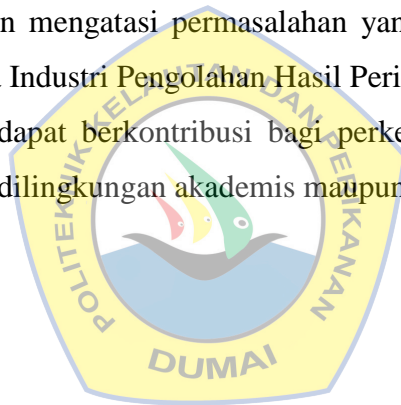 n mengatasi permasalahan yan
Industri Pengolahan Hasil Peri
dapat berkontribusi bagi perke
dilingkungan akademis maupun
POLITEKNIK KELAUTAN DAN PERIKANAN
DUMAI